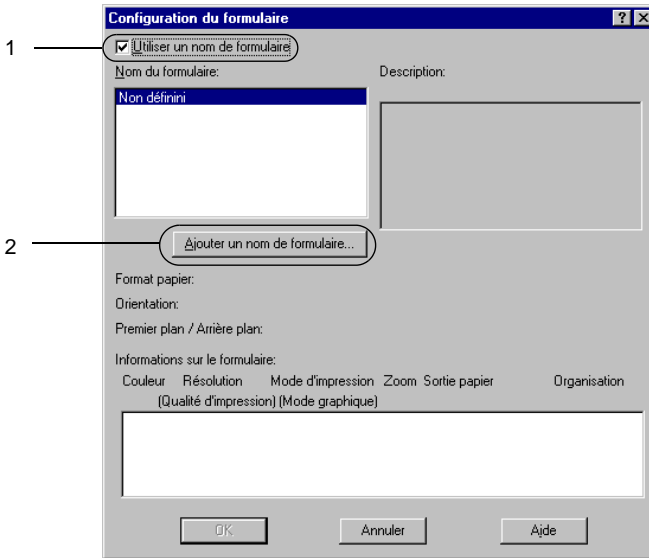 Configuration du formulaire
1
Utiliser un nom de formulaire
Nom du formulaire:
Description:
Non définini
2
Ajouter un nom de formulaire...
Format papier:
Orientation:
Premier plan / Arrière plan:
Informations sur le formulaire:
Couleur Résolution Mode d'impression Zoom Sortie papier Organisation
(Qualité d'impression) (Mode graphique)
OK Annuler Aide